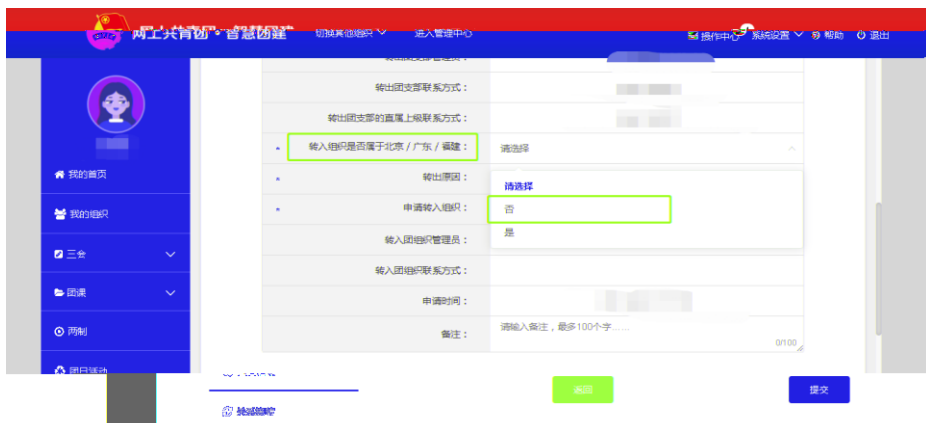 网上共青团·智慧团建
切换其他组织 进入管理中心
操作中心 系统设置 帮助 退出
转出团支部联系方式：
转出团支部的直属上级联系方式：
* 转入组织是否属于北京/广东/福建： 请选择
我的首页
* 转出原因：
请选择
我的组织
* 申请转入组织：
否
是
转入团组织管理员：
三会
转入团组织联系方式：
团课
申请时间：
两制
备注： 请输入备注，最多100个字……
0/100
团日活动
返回
提交